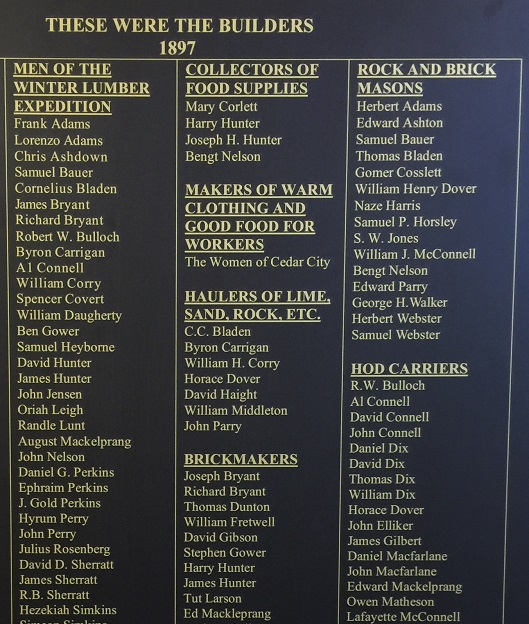 THESE WERE THE BUILDERS
1897
MEN OF THE
WINTER LUMBER
EXPEDITION
Frank Adams
Lorenzo Adams
Chris Ashdown
Samuel Bauer
Cornelius Bladen
James Bryant
Richard Bryant
Robert W. Bulloch
Byron Carrigan
A1 Connell
William Corry
Spencer Covert
William Daugherty
Ben Gower
Samuel Heyborne
David Hunter
James Hunter
John Jensen
Oriah Leigh
Randle Lunt
August Mackelprang
John Nelson
Daniel G. Perkins
Ephraim Perkins
J. Gold Perkins
Hyrum Perry
John Perry
Julius Rosenberg
David D. Sherratt
James Sherratt
R.B. Sherratt
Hezekiah Simkins
Simeon Simkins
COLLECTORS OF
FOOD SUPPLIES
Mary Corlett
Harry Hunter
Joseph H. Hunter
Bengt Nelson
MAKERS OF WARM
CLOTHING AND
GOOD FOOD FOR
WORKERS
The Women of Cedar City
HAULERS OF LIME,
SAND, ROCK, ETC.
C.C. Bladen
Byron Carrigan
William H. Corry
Horace Dover
David Haight
William Middleton
John Parry
BRICKMAKERS
Joseph Bryant
Richard Bryant
Thomas Dunton
William Fretwell
David Gibson
Stephen Gower
Harry Hunter
James Hunter
Tut Larson
Ed Mackleprang
ROCK AND BRICK
MASONS
Herbert Adams
Edward Ashton
Samuel Bauer
Thomas Bladen
Gomer Cosslett
William Henry Dover
Naze Harris
Samuel P. Horsley
S. W. Jones
William J. McConnell
Bengt Nelson
Edward Parry
George H.Walker
Herbert Webster
Samuel Webster
HOD CARRIERS
R.W. Bulloch
Al Connell
David Connell
John Connell
Daniel Dix
David Dix
Thomas Dix
William Dix
Horace Dover
John Elliker
James Gilbert
Daniel Macfarlane
John Macfarlane
Edward Mackelprang
Owen Matheson
Lafayette McConnell